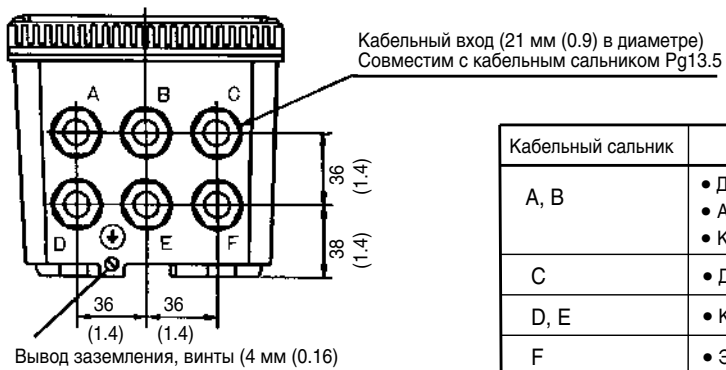 Кабельный вход (21 мм (0.9) в диаметре)
Совместим с кабельным сальником Pg13.5
A B C
D E F
36
(1.4)
38
(1.4)
36 36
(1.4) (1.4)
Вывод заземления, винты (4 мм (0.16)
Кабельный сальник
A, B
C
D, E
F